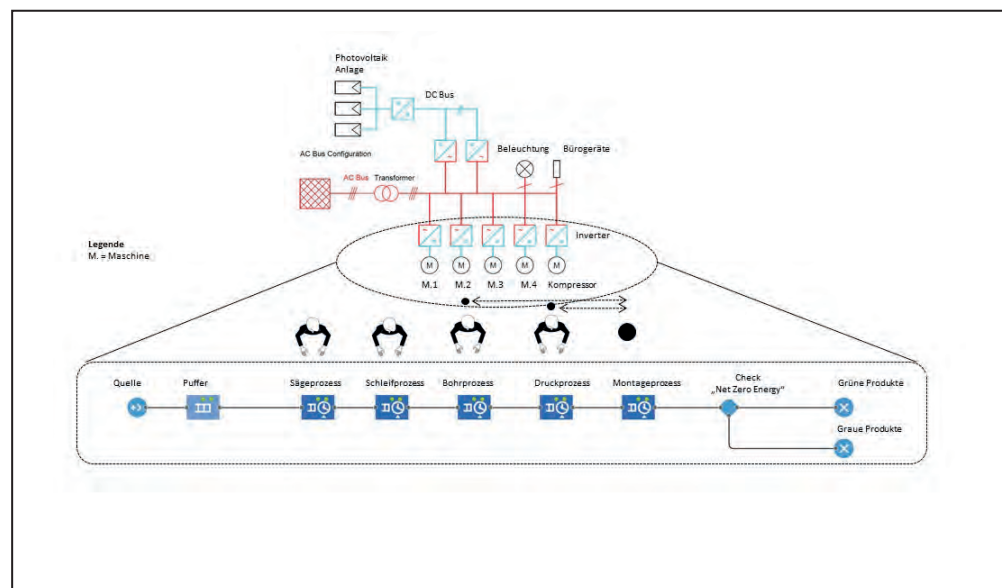 Photovoltaik
Anlage
DC Bus
AC Bus Configuration
AC Bus Transformer
Beleuchtung Bürogeräte
Legende
M. = Maschine
Inverter
M M M M M
M.1 M.2 M.3 M.4 Kompressor
Quelle Puffer Sägeprozess Schleifprozess Bohrprozess Druckprozess Montageprozess
Check
„Net Zero Energy“
Grüne Produkte
Graue Produkte